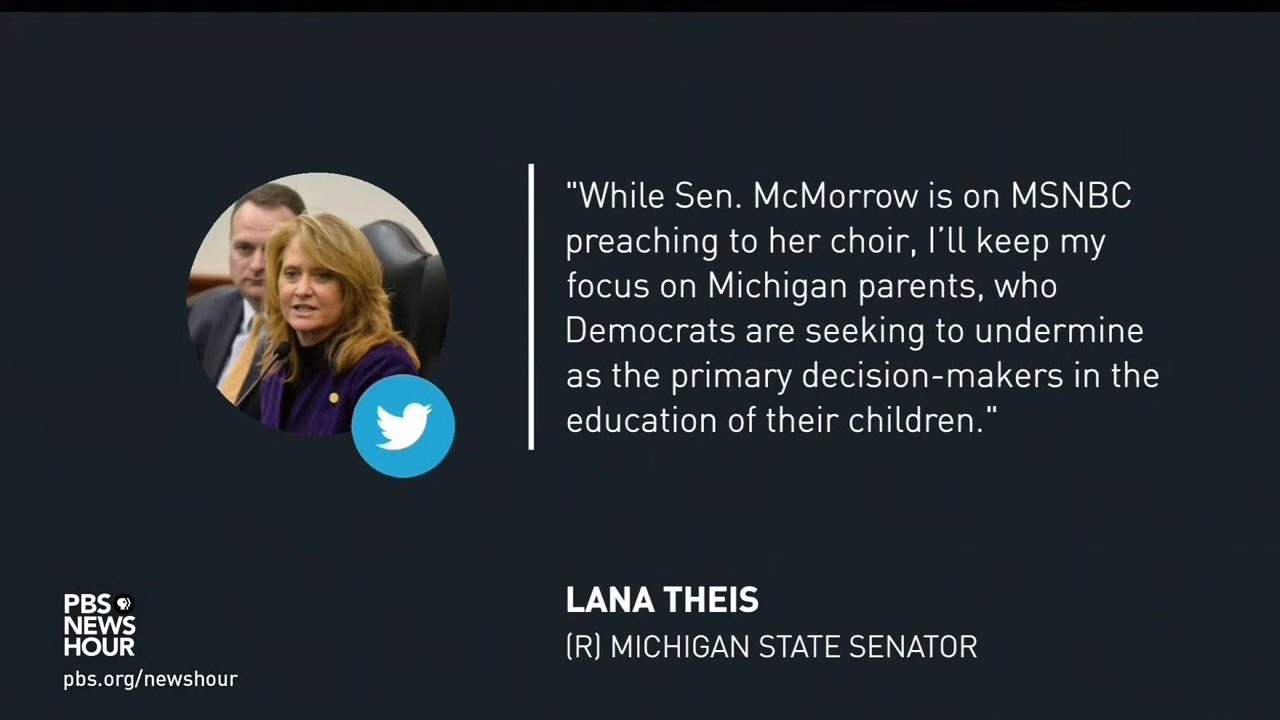 "While Sen. McMorrow is on MSNBC
preaching to her choir, I’ll keep my
focus on Michigan parents, who
Democrats are seeking to undermine
as the primary decision-makers in the
education of their children."
LANA THEIS
(R) MICHIGAN STATE SENATOR
PBS
NEWS
HOUR
pbs.org/newshour